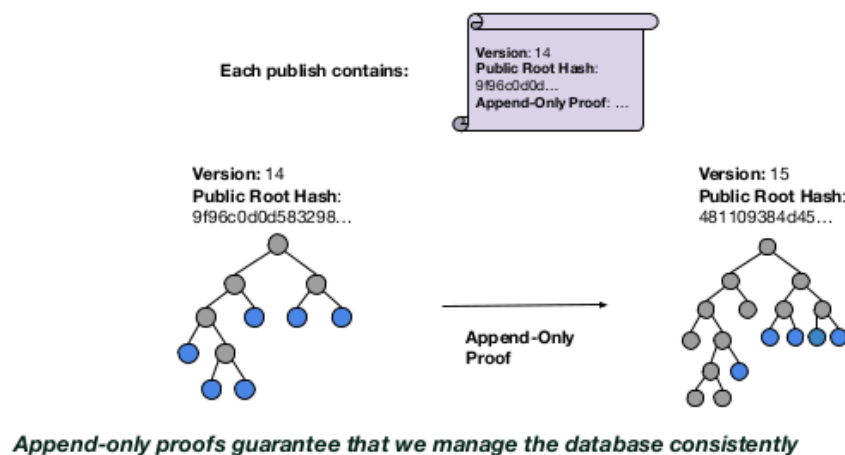 Each publish contains:
Version: 14
Public Root Hash:
9f96c0d0d...
Append-Only Proof: ...
Version: 14
Public Root Hash:
9f96c0d0d583298...
Version: 15
Public Root Hash:
481109384d45...
Append-Only
Proof
Append-only proofs guarantee that we manage the database consistently